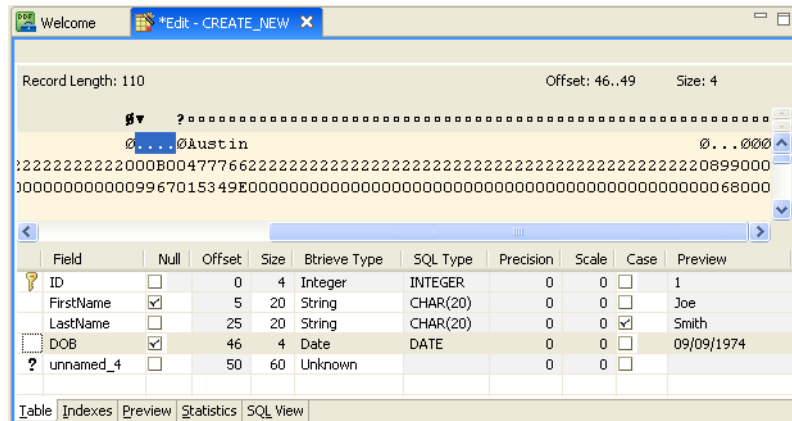 Welcome
*Edit - CREATE_NEW
Record Length: 110
Offset: 46..49
Size: 4
Ø....ØAustin Ø...ØØØ
22222222222000B004777662222222222222222222222222222222222222222222220899000
0000000000009967015349E00000000000000000000000000000000000000000000000068000
Field Null Offset Size Btrieve Type SQL Type Precision Scale Case Preview
ID 0 4 Integer INTEGER 0 0 1
FirstName 5 20 String CHAR(20) 0 0 Joe
LastName 25 20 String CHAR(20) 0 0 Smith
DOB 46 4 Date DATE 0 0 09/09/1974
? unnamed_4 50 60 Unknown 0 0
Table Indexes Preview Statistics SQL View